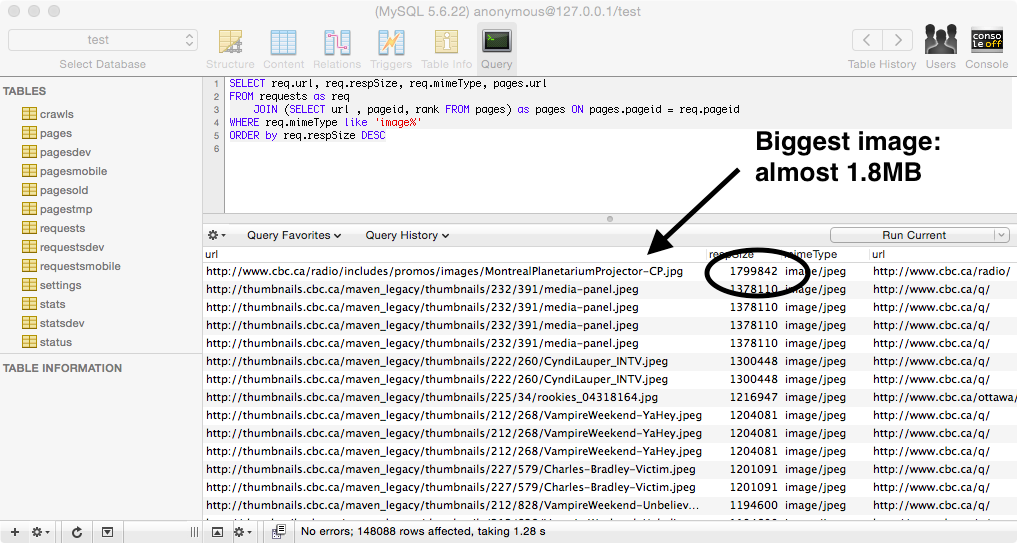 (MySQL 5.6.22) anonymous@127.0.0.1/test
test
Select Database
Structure Content Relations Triggers Table Info Query
Table History Users Console
console off
TABLES
crawls
pages
pagesdev
pagesmobile
pagesold
pagestmp
requests
requestsdev
requestsmobile
settings
stats
statsdev
status
TABLE INFORMATION
1 SELECT req.url, req.respSize, req.mimeType, pages.url
2 FROM requests as req
3 JOIN (SELECT url , pageid, rank FROM pages) as pages ON pages.pageid = req.pageid
4 WHERE req.mimeType like 'image%'
5 ORDER by req.respSize DESC
6
Biggest image:
almost 1.8MB
Query Favorites Query History Run Current
url respSize mimeType url
http://www.cbc.ca/radio/includes/promos/images/MontrealPlanetariumProjector-CP.jpg 1799842 image/jpeg http://www.cbc.ca/radio/
http://thumbnails.cbc.ca/maven_legacy/thumbnails/232/391/media-panel.jpeg 1378110 image/jpeg http://www.cbc.ca/q/
http://thumbnails.cbc.ca/maven_legacy/thumbnails/232/391/media-panel.jpeg 1378110 image/jpeg http://www.cbc.ca/q/
http://thumbnails.cbc.ca/maven_legacy/thumbnails/232/391/media-panel.jpeg 1378110 image/jpeg http://www.cbc.ca/q/
http://thumbnails.cbc.ca/maven_legacy/thumbnails/232/391/media-panel.jpeg 1378110 image/jpeg http://www.cbc.ca/q/
http://thumbnails.cbc.ca/maven_legacy/thumbnails/222/260/CyndiLauper_INTV.jpeg 1300448 image/jpeg http://www.cbc.ca/q/
http://thumbnails.cbc.ca/maven_legacy/thumbnails/222/260/CyndiLauper_INTV.jpeg 1300448 image/jpeg http://www.cbc.ca/q/
http://thumbnails.cbc.ca/maven_legacy/thumbnails/225/34/rookies_04318164.jpg 1216947 image/jpeg http://www.cbc.ca/ottawa/
http://thumbnails.cbc.ca/maven_legacy/thumbnails/212/268/VampireWeekend-YaHey.jpeg 1204081 image/jpeg http://www.cbc.ca/q/
http://thumbnails.cbc.ca/maven_legacy/thumbnails/212/268/VampireWeekend-YaHey.jpeg 1204081 image/jpeg http://www.cbc.ca/q/
http://thumbnails.cbc.ca/maven_legacy/thumbnails/212/268/VampireWeekend-YaHey.jpeg 1204081 image/jpeg http://www.cbc.ca/q/
http://thumbnails.cbc.ca/maven_legacy/thumbnails/227/579/Charles-Bradley-Victim.jpeg 1201091 image/jpeg http://www.cbc.ca/q/
http://thumbnails.cbc.ca/maven_legacy/thumbnails/227/579/Charles-Bradley-Victim.jpeg 1201091 image/jpeg http://www.cbc.ca/q/
http://thumbnails.cbc.ca/maven_legacy/thumbnails/212/828/VampireWeekend-Unbeliev... 1194600 image/jpeg http://www.cbc.ca/q/
No errors; 148088 rows affected, taking 1.28 s